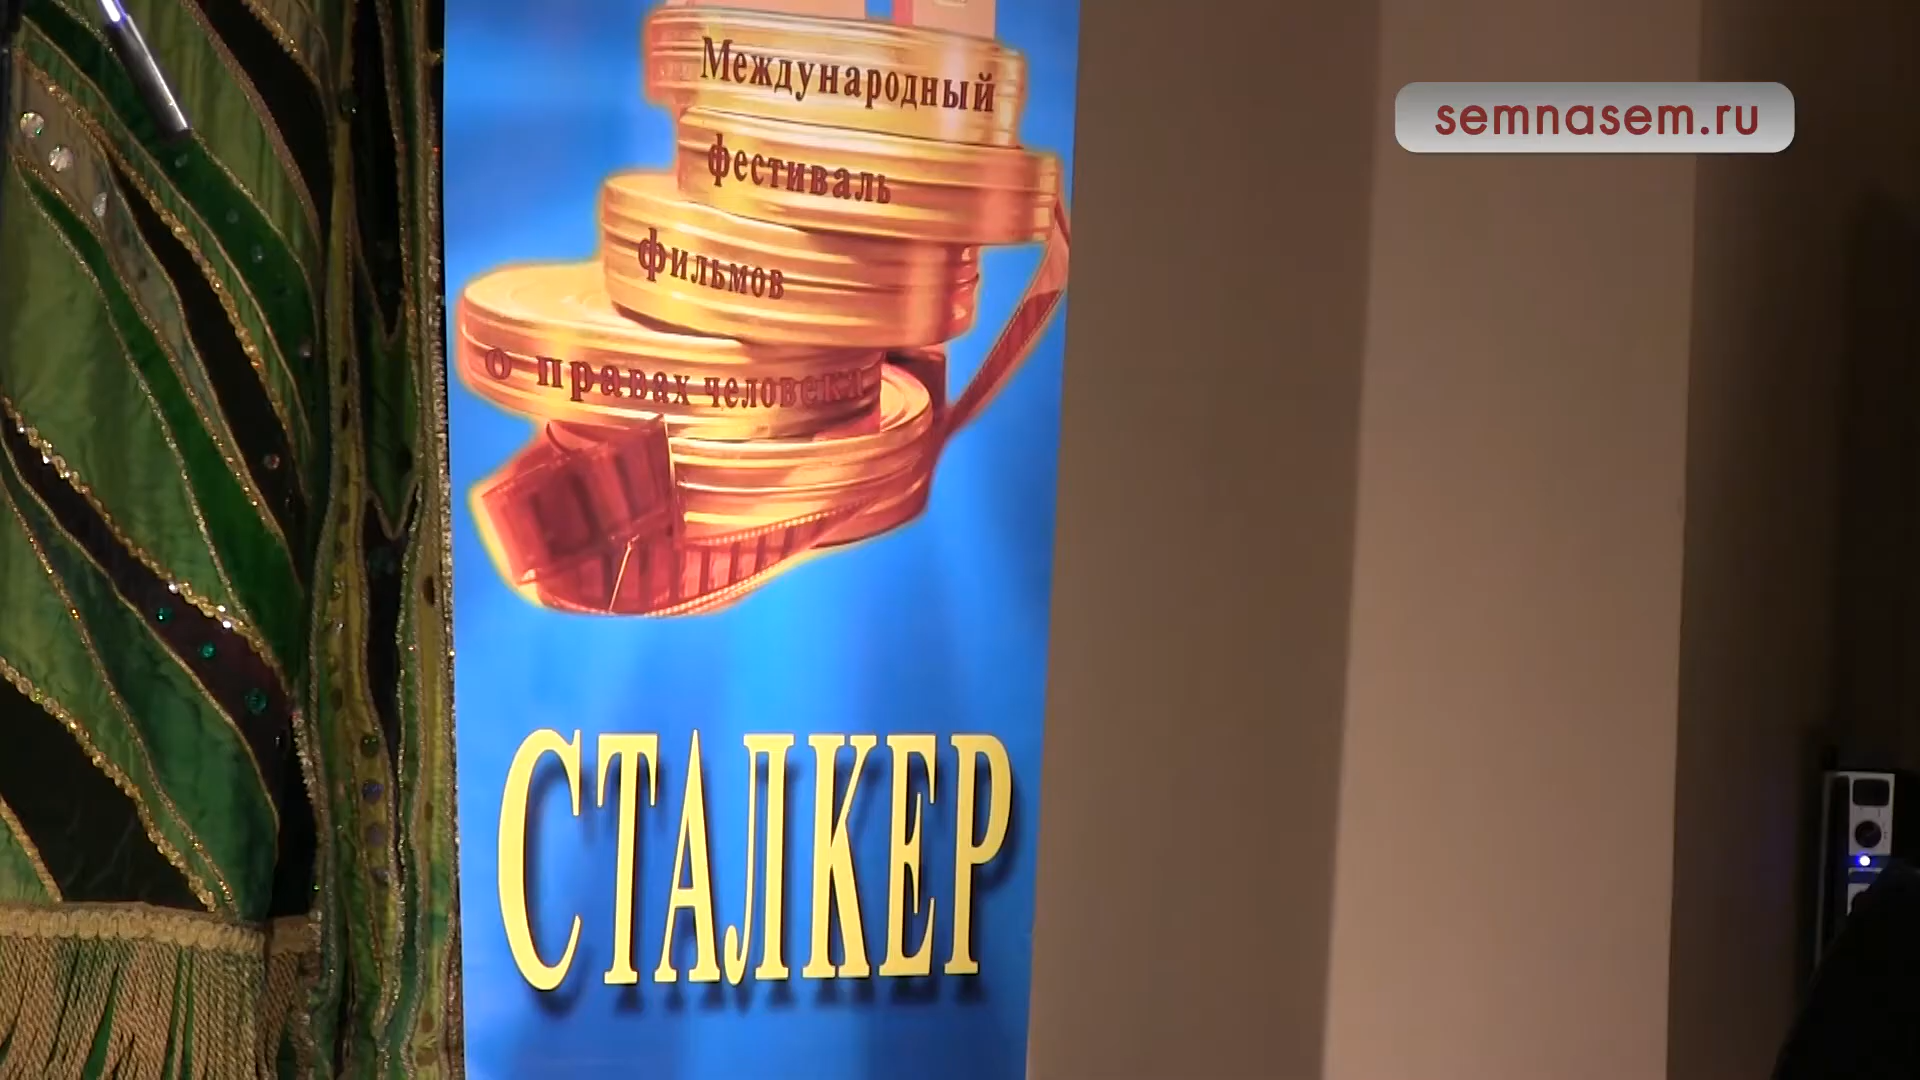 semnasem.ru
Международный
фестиваль
фильмов
о правах человека
СТАЛКЕР